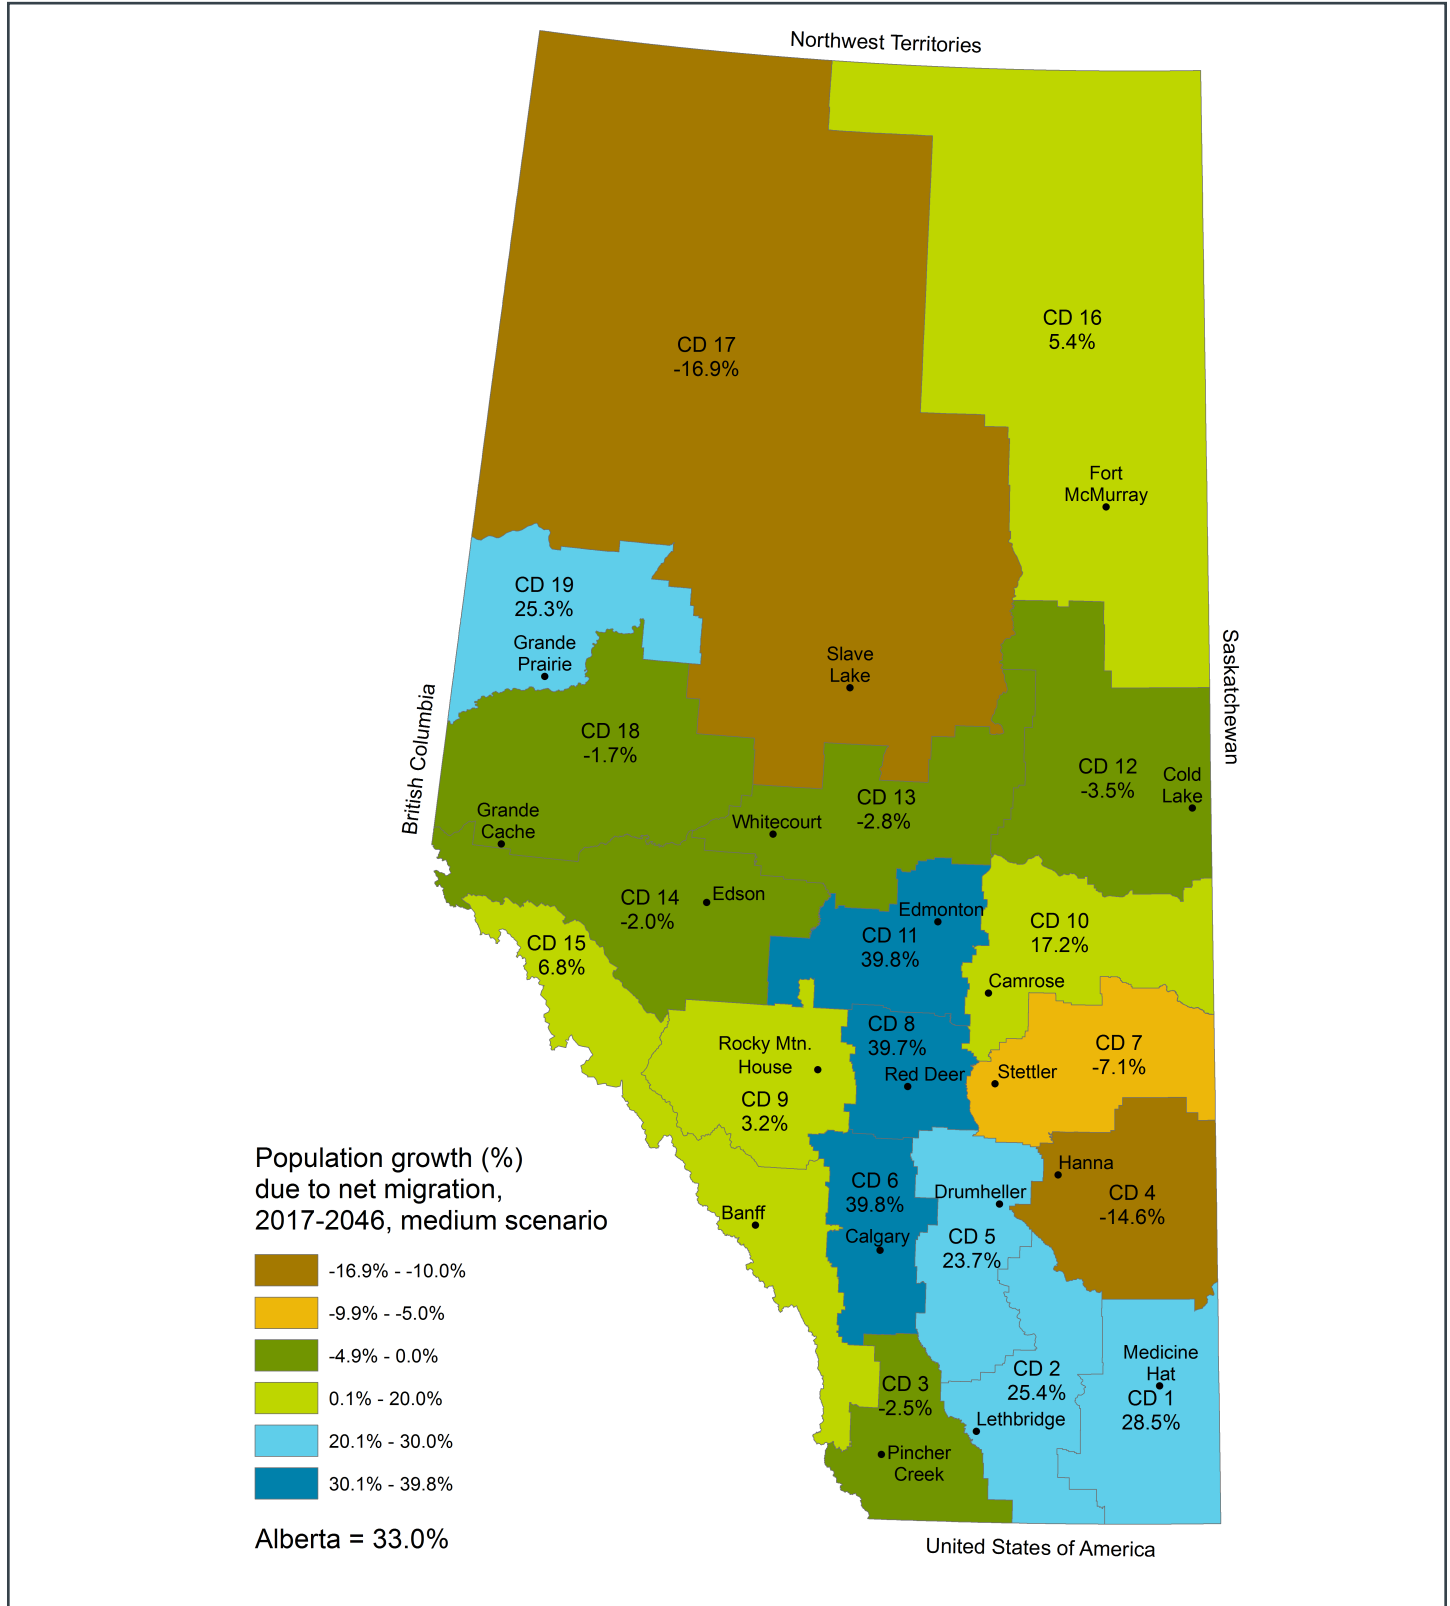 Northwest Territories
CD 16
5.4%
CD 17
-16.9%
Fort
McMurray
CD 19
25.3%
Grande
Prairie
Slave
Lake
Saskatchewan
British Columbia
CD 18
-1.7%
CD 12
-3.5%
Cold
Lake
CD 13
-2.8%
Grande
Cache
Whitecourt
CD 14
-2.0%
Edson
Edmonton
CD 11
39.8%
CD 10
17.2%
CD 15
6.8%
Camrose
CD 8
39.7%
Red Deer
Rocky Mtn.
House
CD 9
3.2%
CD 7
-7.1%
Stettler
Hanna
CD 4
-14.6%
CD 6
39.8%
Calgary
Drumheller
CD 5
23.7%
Banff
Medicine
Hat
CD 1
28.5%
CD 2
25.4%
Lethbridge
CD 3
-2.5%
Pincher
Creek
United States of America
Population growth (%)
due to net migration,
2017-2046, medium scenario
-16.9% - -10.0%
-9.9% - -5.0%
-4.9% - 0.0%
0.1% - 20.0%
20.1% - 30.0%
30.1% - 39.8%
Alberta = 33.0%